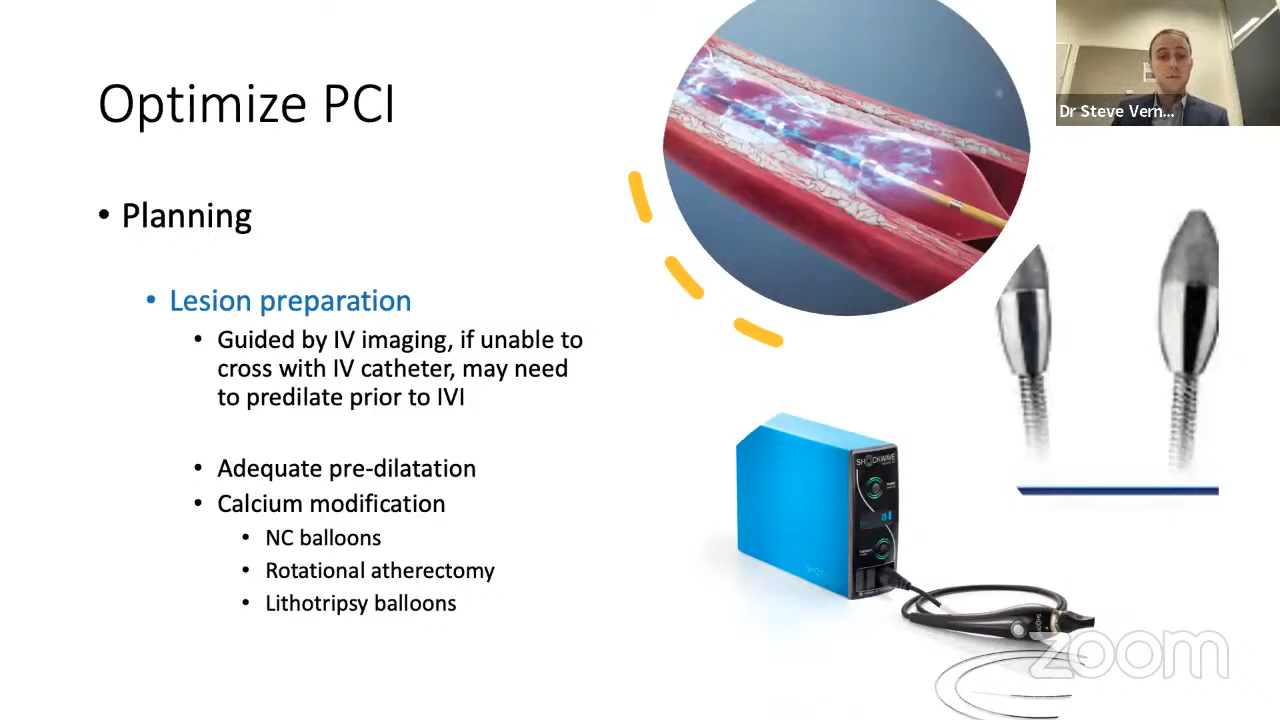 Optimize PCI
• Planning
• Lesion preparation
• Guided by IV imaging, if unable to
cross with IV catheter, may need
to predilate prior to IVI
• Adequate pre-dilatation
• Calcium modification
• NC balloons
• Rotational atherectomy
• Lithotripsy balloons
Dr Steve Vern...
SHOCKWAVE
zoom